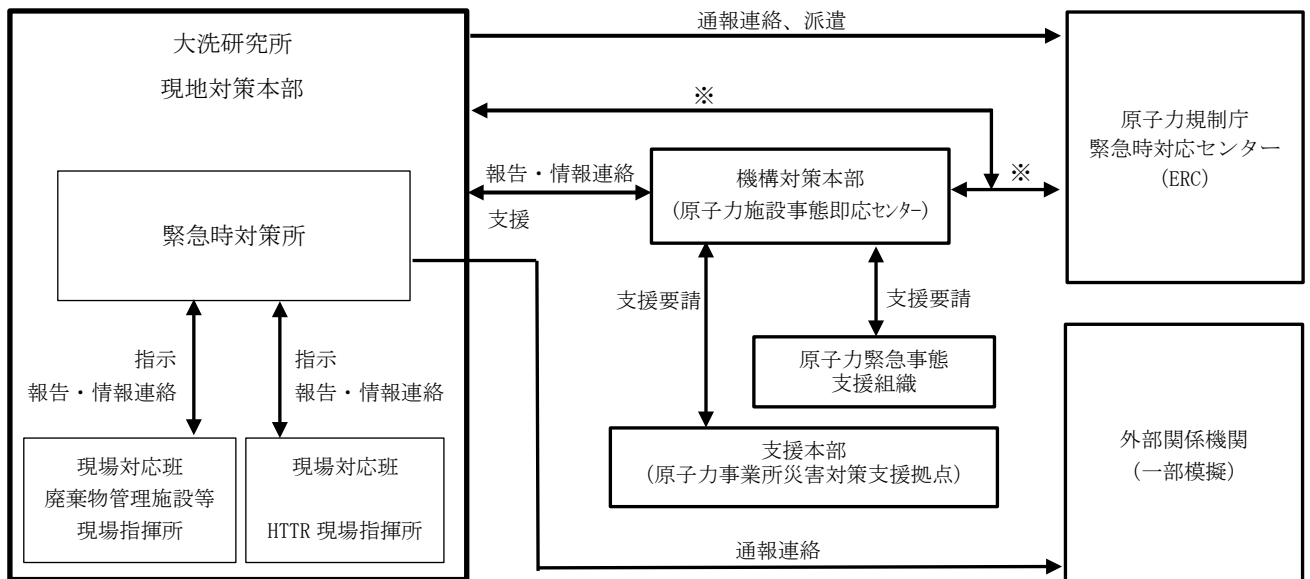 大洗研究所
現地対策本部
緊急時対策所
指示
報告・情報連絡
指示
報告・情報連絡
現場対応班
廃棄物管理施設等
現場指揮所
現場対応班
HTTR 現場指揮所
通報連絡、派遣
※
報告・情報連絡
支援
機構対策本部
(原子力施設事態即応センター)
※
支援要請
支援要請
原子力緊急事態
支援組織
支援本部
(原子力事業所災害対策支援拠点)
通報連絡
原子力規制庁
緊急時対応センター
(ERC)
外部関係機関
(一部模擬)